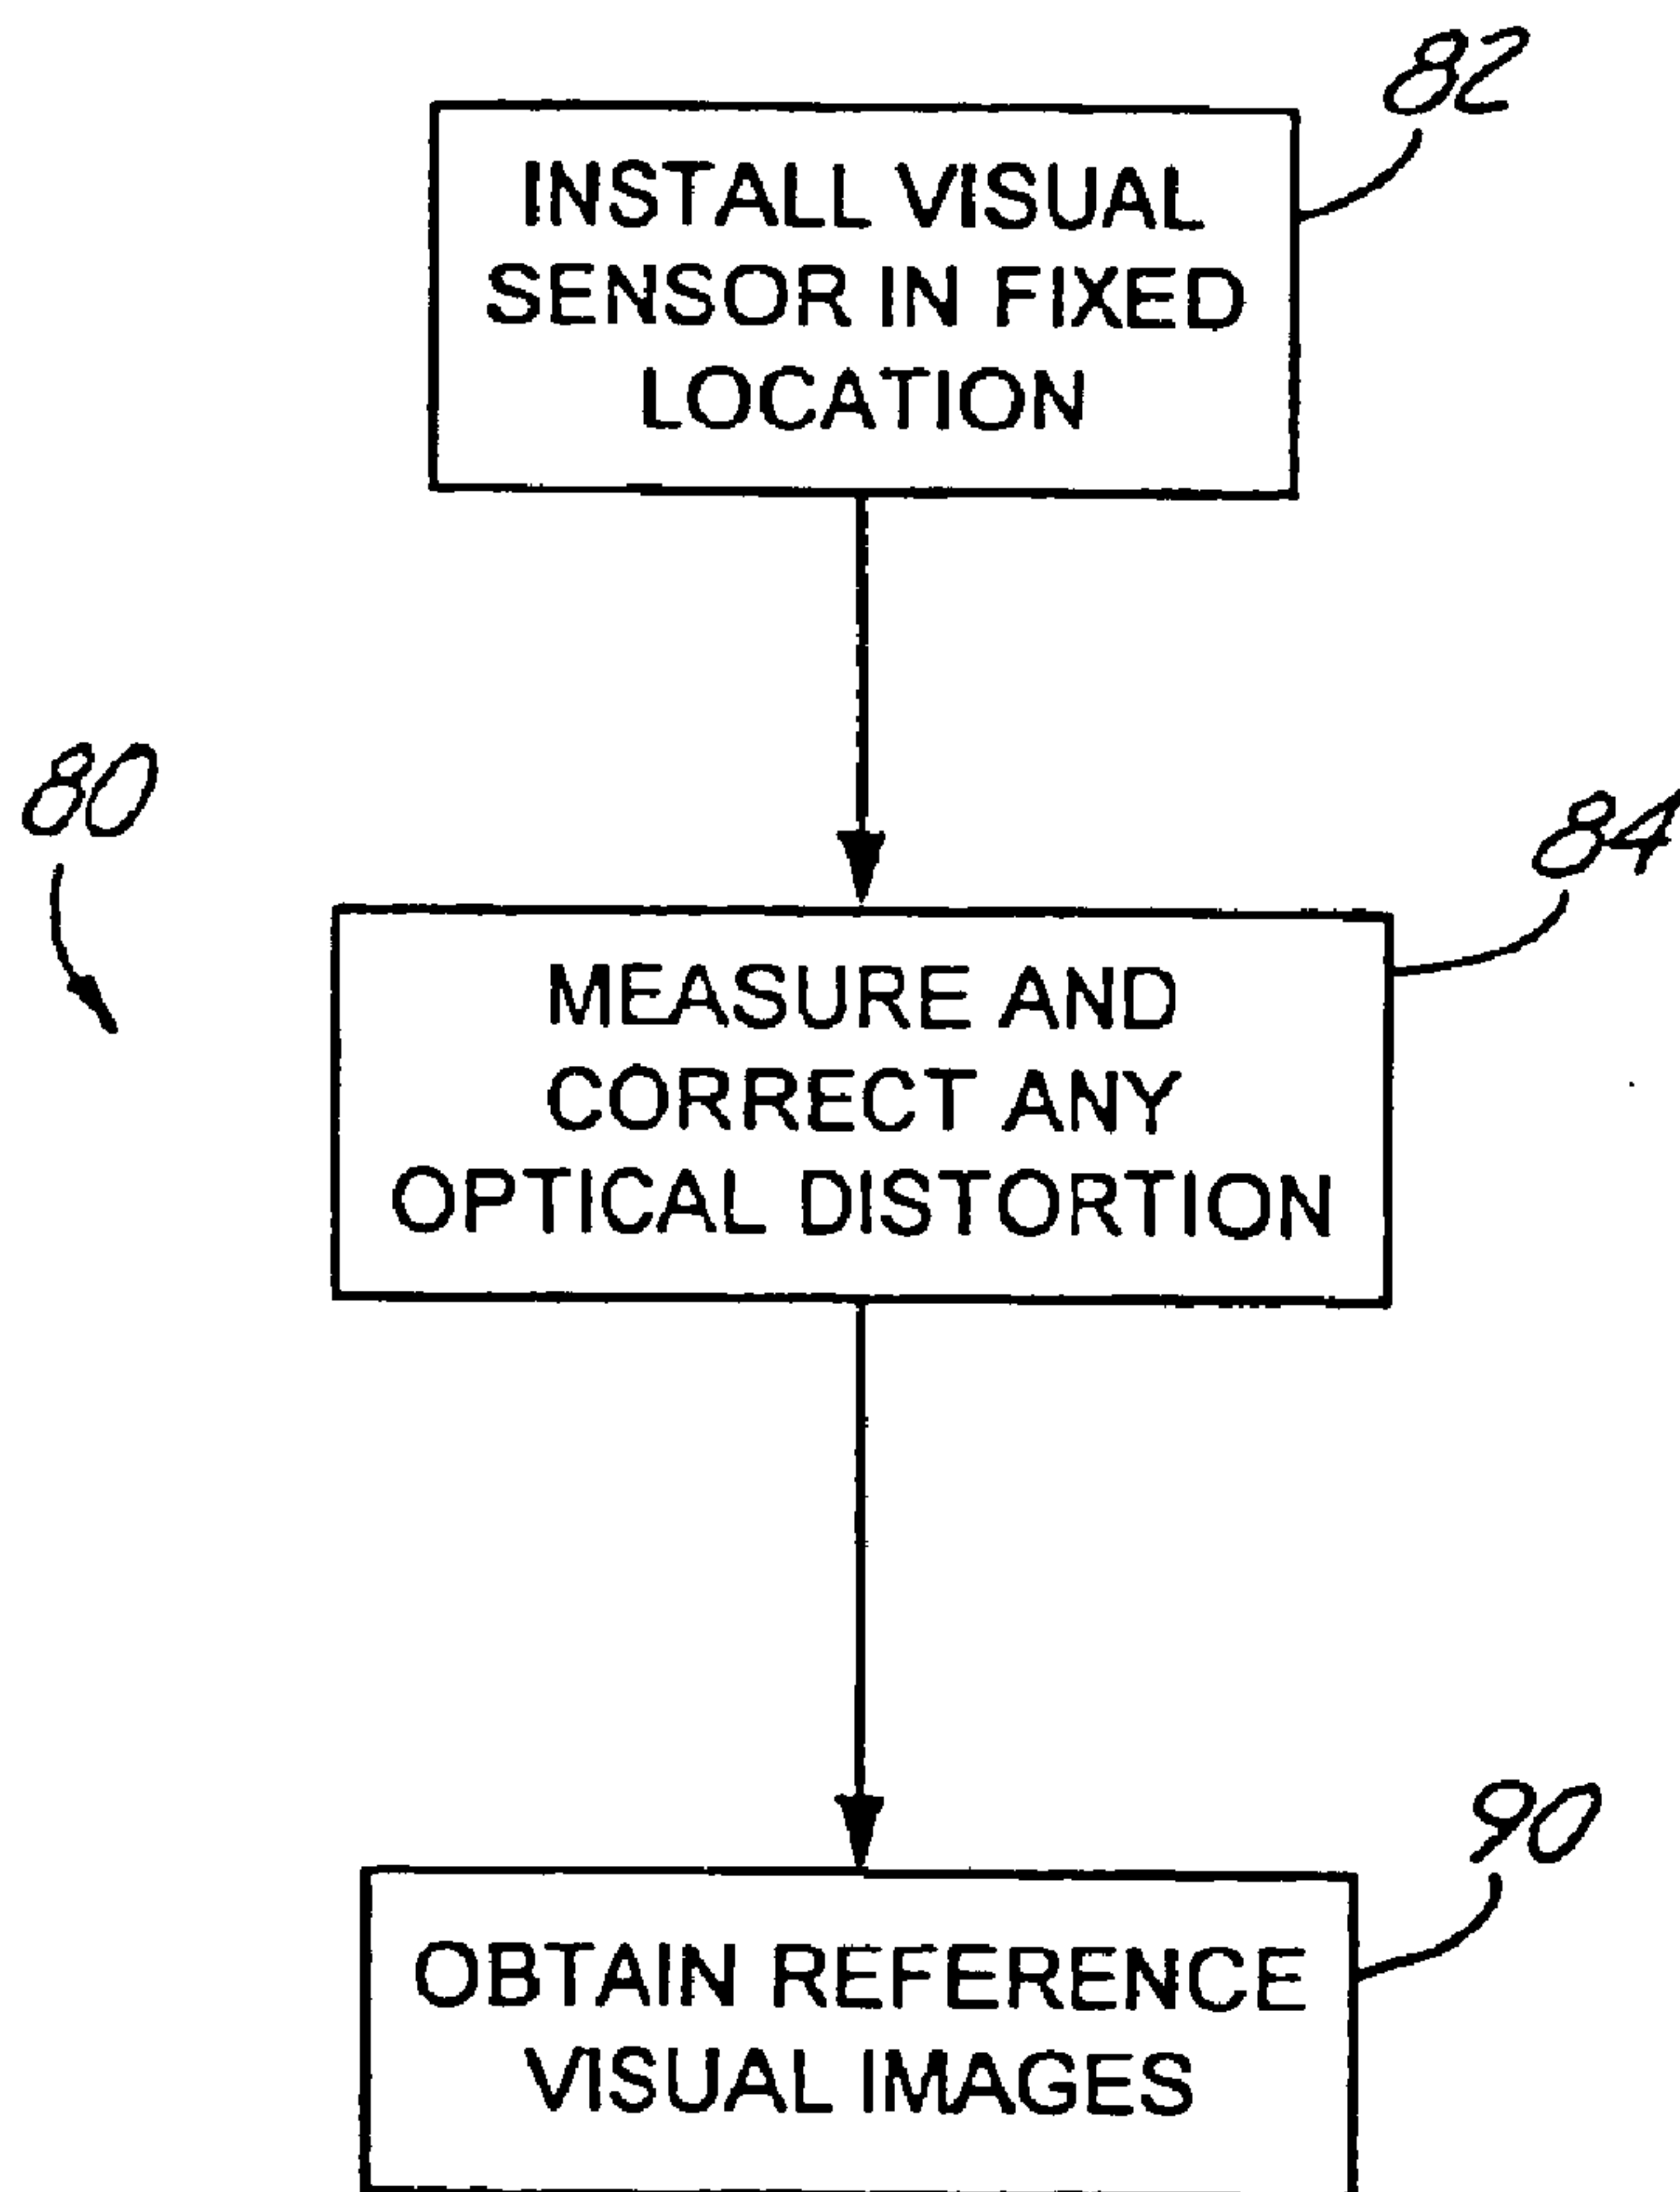 82
INSTALL VISUAL
SENSOR IN FIXED
LOCATION
80
84
MEASURE AND
CORRECT ANY
OPTICAL DISTORTION
90
OBTAIN REFERENCE
VISUAL IMAGES